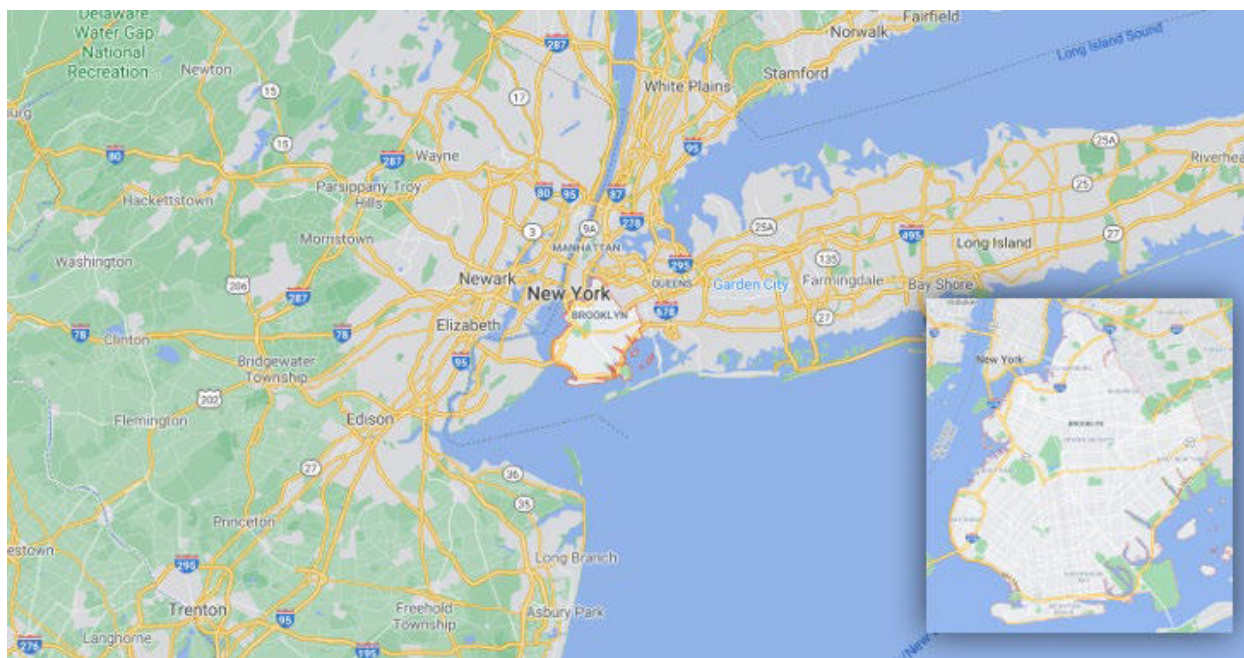 Delaware
Water Gap
National
Recreation
Newton
287
Fairfield
Norwalk
Long Island Sound
Stamford
White Plains
15
17
urg
15
95
25A
80
287
Wayne
Riverhea
Parsippany Troy
Hills
80
95
87
25
Hackettstown
278
3
9A
25A
495
27
Morristown
MANHATTAN
Long Island
Washington
295
135
206
Newark
QUEENS
Garden City
Farmingdale
Bay Shore
287
New York
BROOKLYN
678
27
78
Clinton
78
Elizabeth
Bridgewater
Township
95
New York
202
Flemington
Edison
BROOKLYN
27
36
35
Princeton
estown
Long Branch
295
Trenton
Freehold
Township
Asbury Park
95
Langhorne
276
195